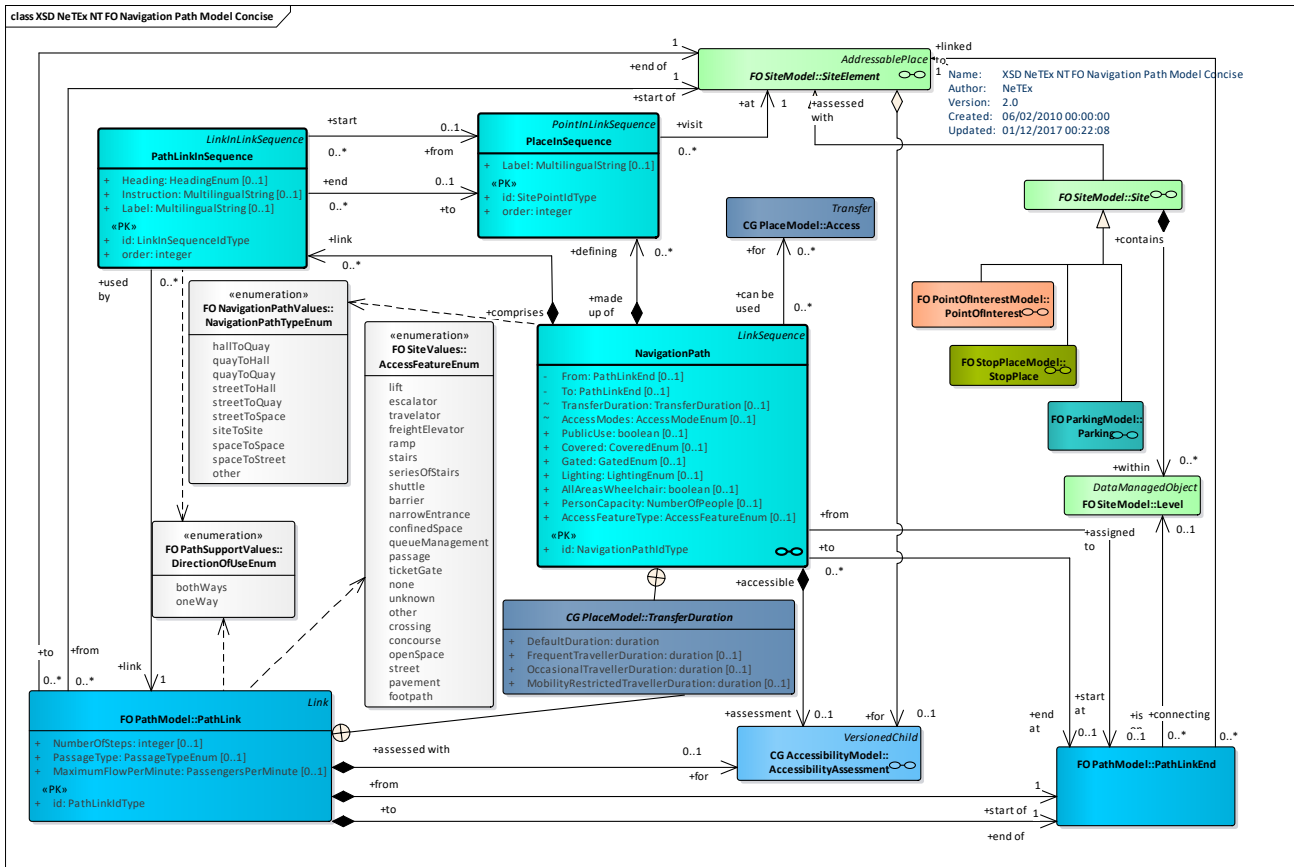 class XSD NeTEx NT FO Navigation Path Model Concise
1
+end of
1
+start of
AddressablePlace
FO SiteModel::SiteElement
+linked
to
1
Name: XSD NeTEx NT FO Navigation Path Model Concise
Author: NeTEx
Version: 2.0
Created: 06/02/2010 00:00:00
Updated: 01/12/2017 00:22:08
+at
1
+assessed
with
LinkInLinkSequence
PathLinkInSequence
+ Heading: HeadingEnum [0..1]
+ Instruction: MultilingualString [0..1]
+ Label: MultilingualString [0..1]
«PK»
+ id: LinkInSequenceIdType
+ order: integer
+start
0..1
0..*
+from
+end
0..1
0..*
+to
+link
0..*
PointInLinkSequence
PlaceInSequence
+ Label: MultilingualString [0..1]
«PK»
+ id: SitePointIdType
+ order: integer
+visit
0..*
+defining
0..*
Transfer
CG PlaceModel::Access
+for
0..*
FO SiteModel::Site
+contains
FO PointOfInterestModel::
PointOfInterest
FO StopPlaceModel::
StopPlace
FO ParkingModel::
Parking
+within
0..*
DataManagedObject
FO SiteModel::Level
0..1
+used
by
0..*
«enumeration»
FO NavigationPathValues::
NavigationPathTypeEnum
hallToQuay
quayToHall
quayToQuay
streetToHall
streetToQuay
streetToSpace
siteToSite
spaceToSpace
spaceToStreet
other
+comprises
+made
up of
+can be
used
0..*
«enumeration»
FO SiteValues::
AccessFeatureEnum
lift
escalator
travelator
freightElevator
ramp
stairs
seriesOfStairs
shuttle
barrier
narrowEntrance
confinedSpace
queueManagement
passage
ticketGate
none
unknown
other
crossing
concourse
openSpace
street
pavement
footpath
LinkSequence
NavigationPath
- From: PathLinkEnd [0..1]
- To: PathLinkEnd [0..1]
~ TransferDuration: TransferDuration [0..1]
~ AccessModes: AccessModeEnum [0..1]
+ PublicUse: boolean [0..1]
+ Covered: CoveredEnum [0..1]
+ Gated: GatedEnum [0..1]
+ Lighting: LightingEnum [0..1]
+ AllAreasWheelchair: boolean [0..1]
+ PersonCapacity: NumberOfPeople [0..1]
+ AccessFeatureType: AccessFeatureEnum [0..1]
«PK»
+ id: NavigationPathIdType
+from
+assigned
to
+to
0..*
+accessible
«enumeration»
FO PathSupportValues::
DirectionOfUseEnum
bothWays
oneWay
CG PlaceModel::TransferDuration
+ DefaultDuration: duration
+ FrequentTravellerDuration: duration [0..1]
+ OccasionalTravellerDuration: duration [0..1]
+ MobilityRestrictedTravellerDuration: duration [0..1]
+to
0..*
+from
0..*
+link
1
Link
FO PathModel::PathLink
+ NumberOfSteps: integer [0..1]
+ PassageType: PassageTypeEnum [0..1]
+ MaximumFlowPerMinute: PassengersPerMinute [0..1]
«PK»
+ id: PathLinkIdType
+assessed with
0..1
+for
+assessment
0..1
+for
0..1
VersionedChild
CG AccessibilityModel::
AccessibilityAssessment
+end
at
0..1
+start
at
0..1
+is
on
+connecting
0..*
0..*
FO PathModel::PathLinkEnd
+from
1
+start of
+to
1
+end of